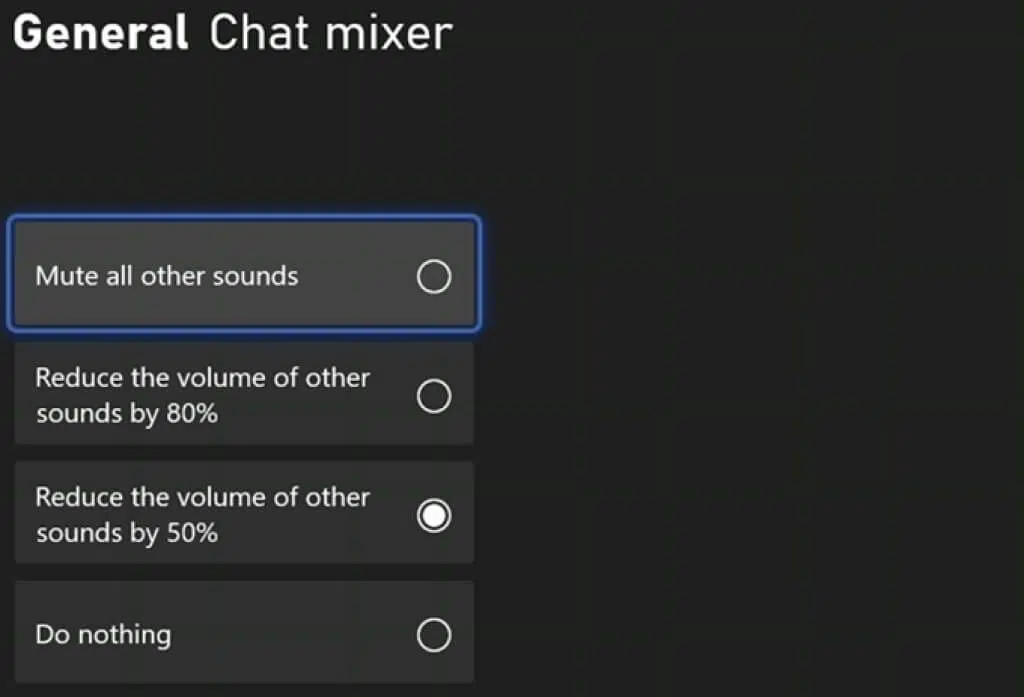 General Chat mixer
Mute all other sounds
Reduce the volume of other
sounds by 80%
Reduce the volume of other
sounds by 50%
Do nothing